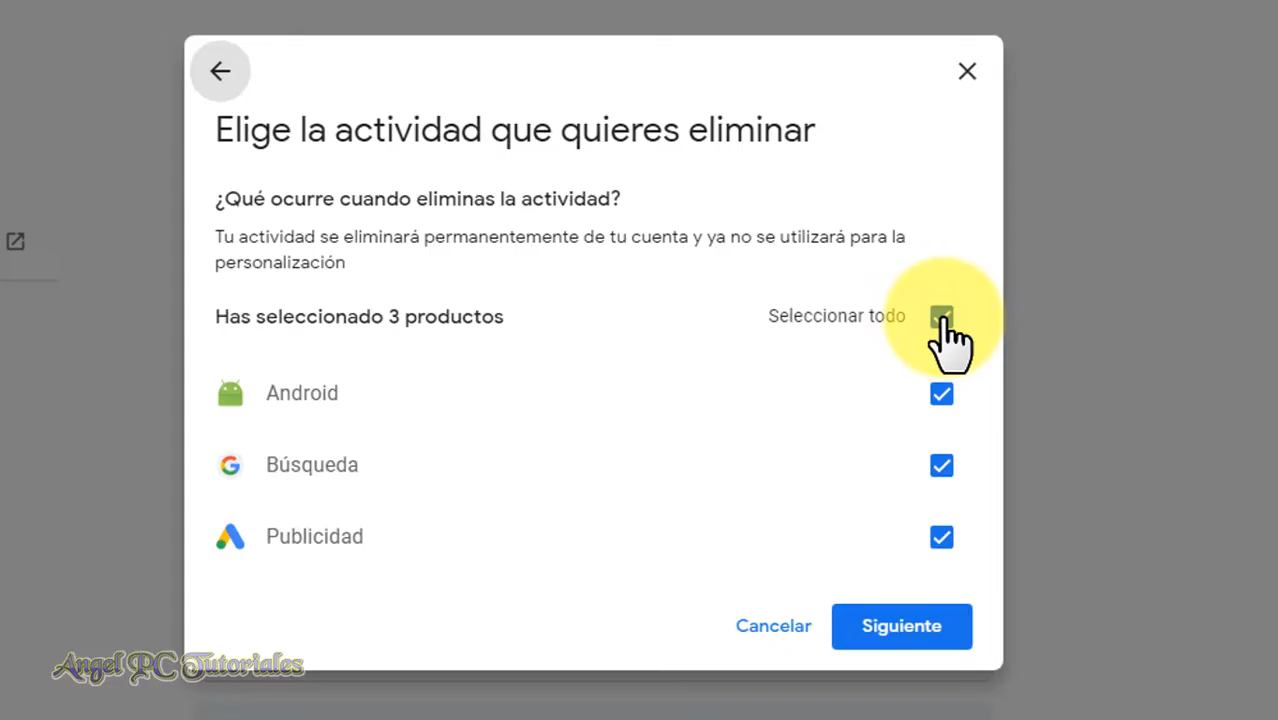 Elige la actividad que quieres eliminar
¿Qué ocurre cuando eliminas la actividad?
Tu actividad se eliminará permanentemente de tu cuenta y ya no se utilizará para la
personalización
Has seleccionado 3 productos Seleccionar todo
Android
Búsqueda
Publicidad
Cancelar Siguiente
Angel PC Tutoriales